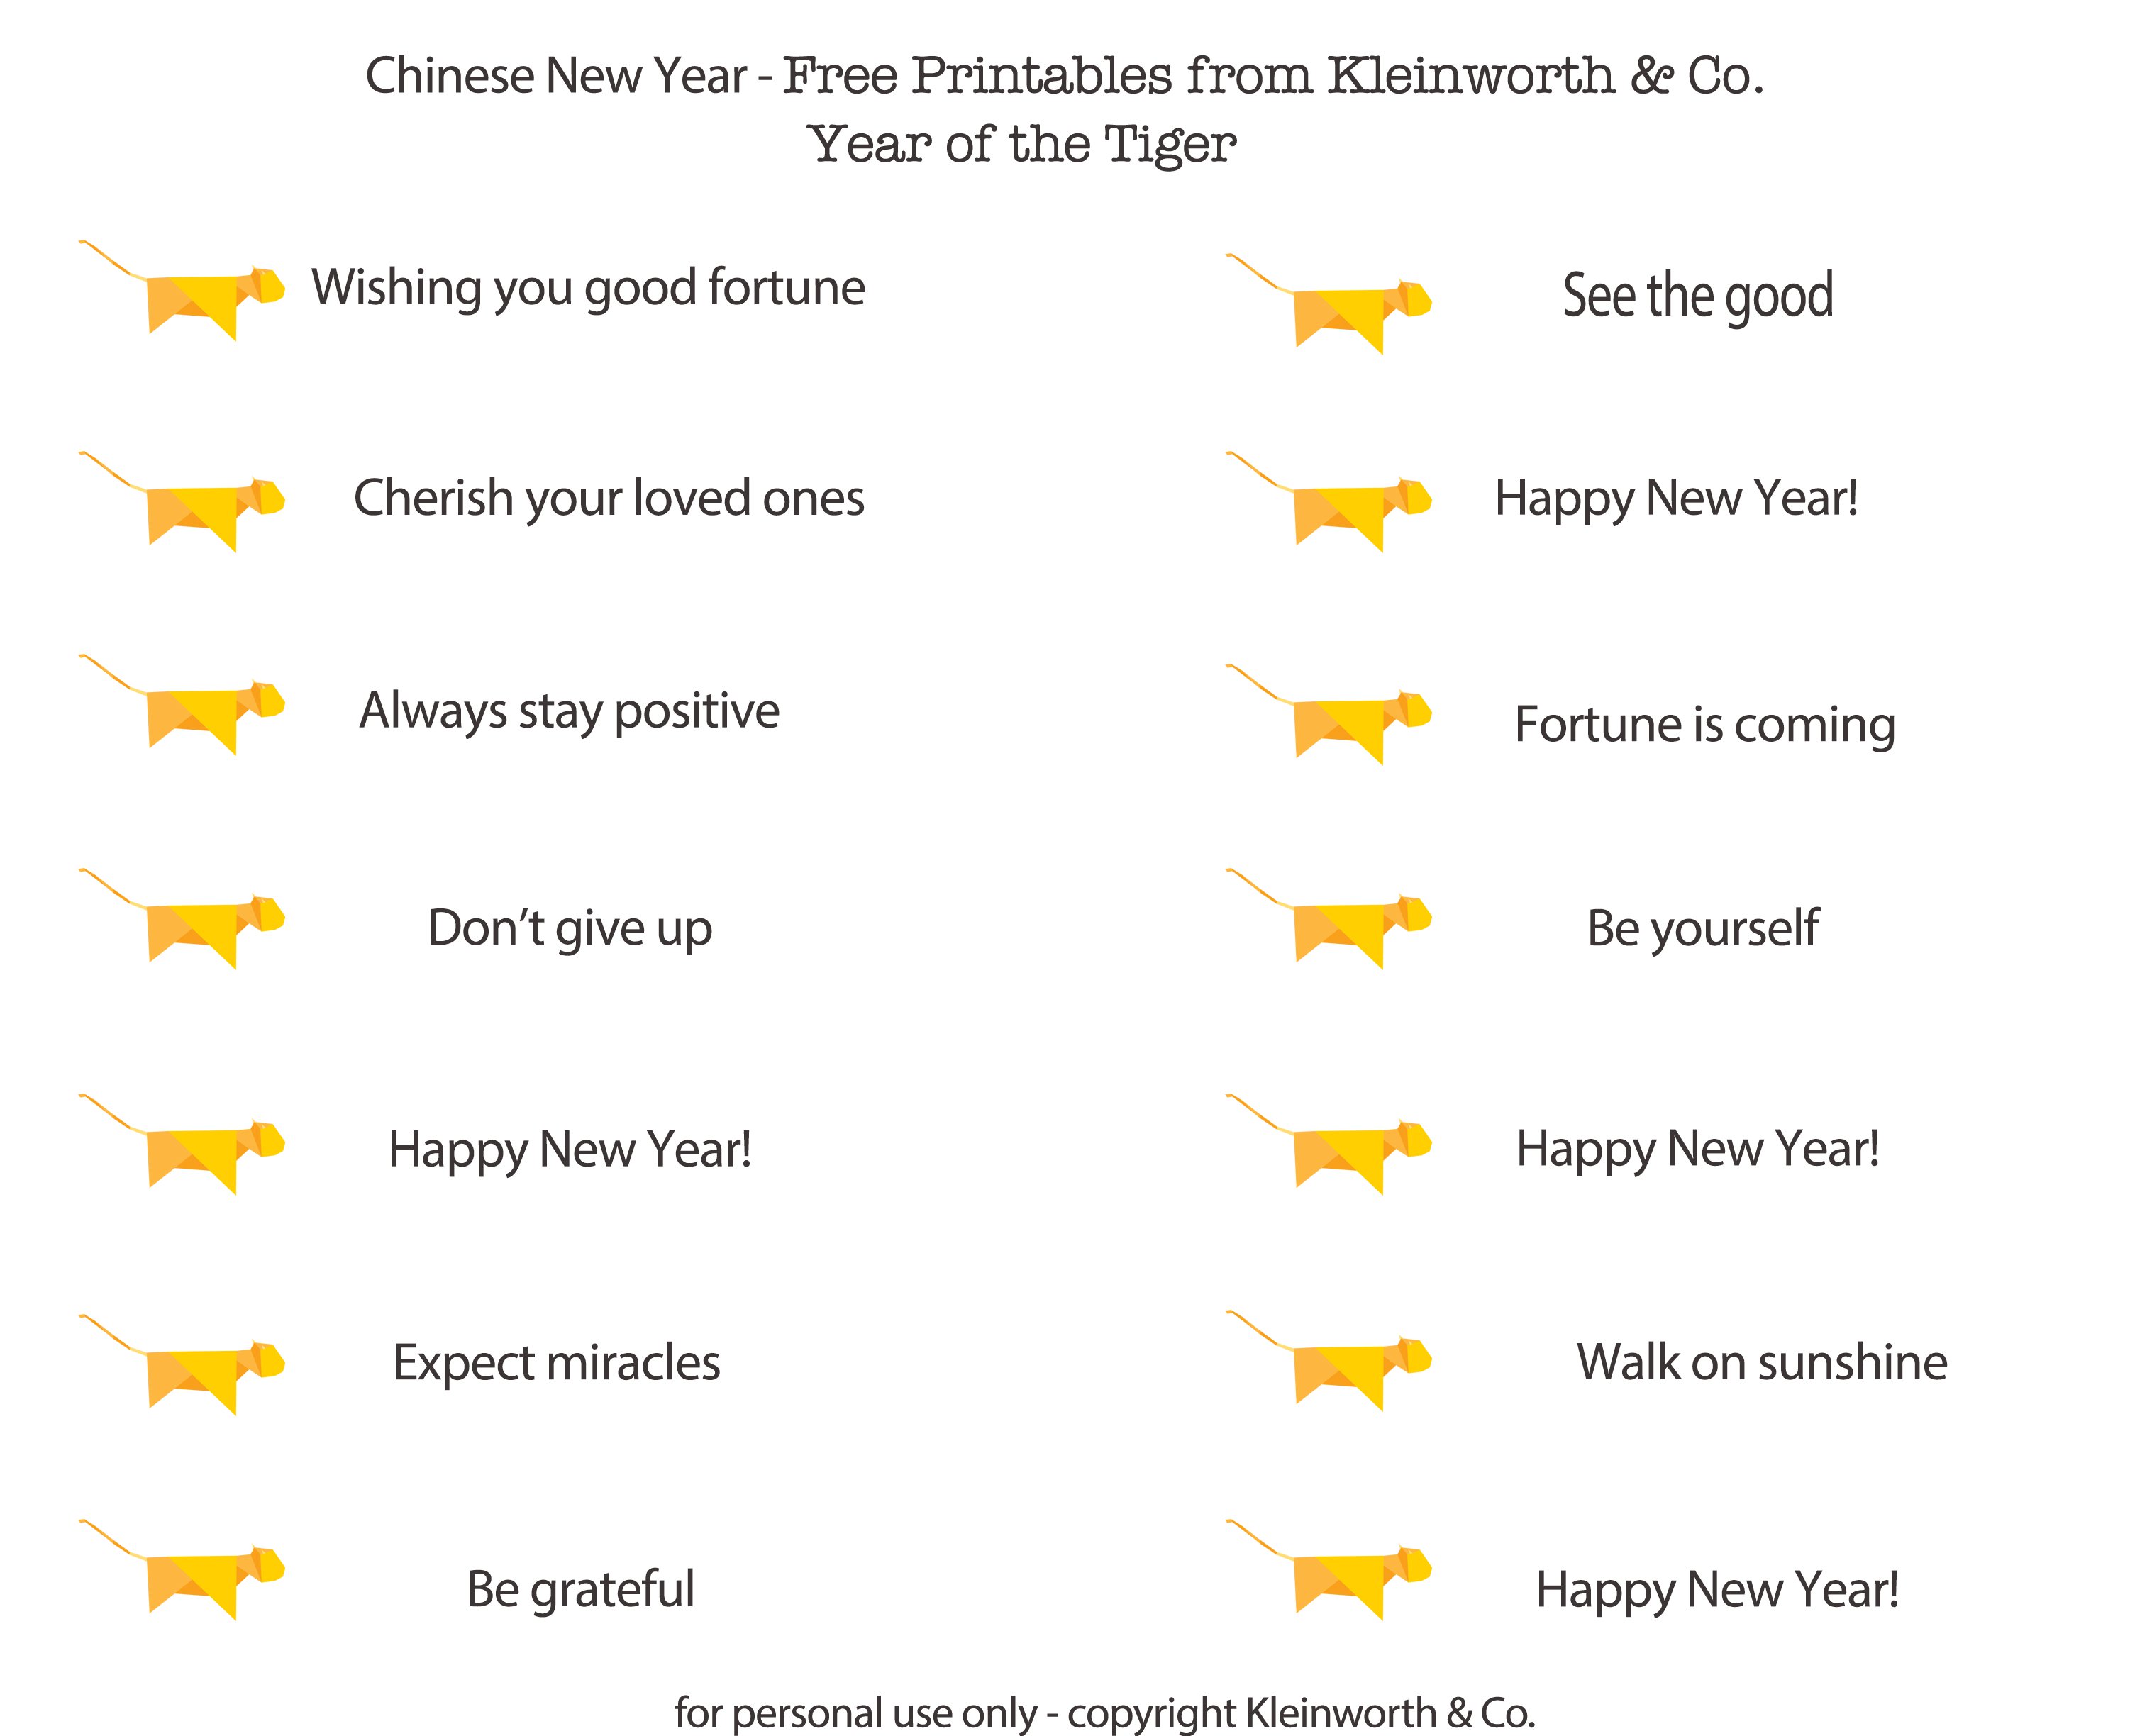 Chinese New Year - Free Printables from Kleinworth & Co.
Year of the Tiger
Wishing you good fortune
See the good
Cherish your loved ones
Happy New Year!
Always stay positive
Fortune is coming
Don’t give up
Be yourself
Happy New Year!
Happy New Year!
Expect miracles
Walk on sunshine
Be grateful
Happy New Year!
for personal use only - copyright Kleinworth & Co.